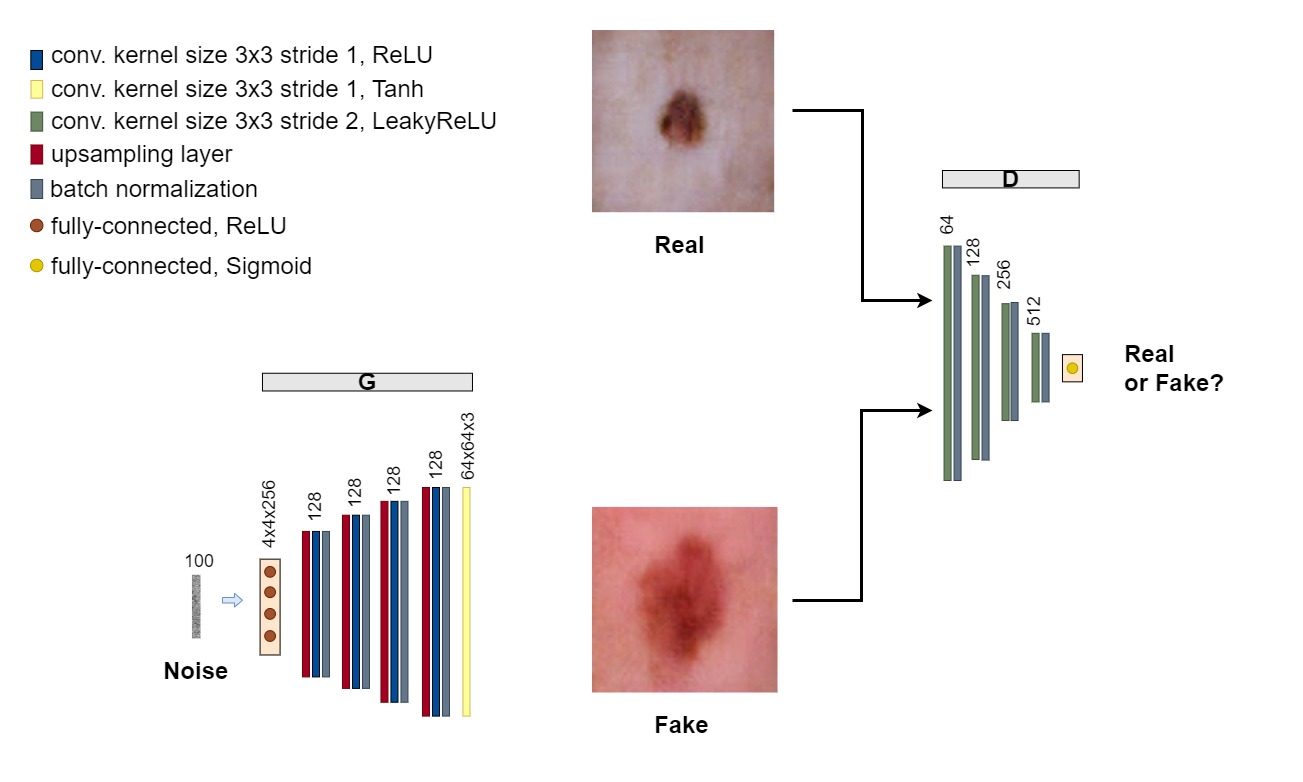 conv. kernel size 3x3 stride 1, ReLU
conv. kernel size 3x3 stride 1, Tanh
conv. kernel size 3x3 stride 2, LeakyReLU
upsampling layer
batch normalization
fully-connected, ReLU
fully-connected, Sigmoid
Real
D
64
128
256
512
Real
or Fake?
G
100
4x4x256
128
128
128
128
64x64x3
Noise
Fake